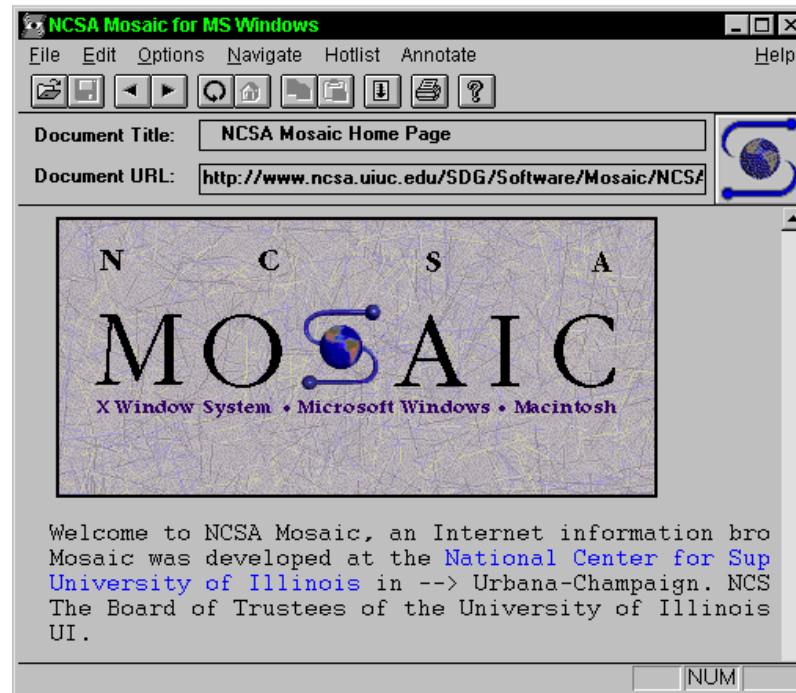 NCSA Mosaic for MS Windows
File Edit Options Navigate Hotlist Annotate Help
Document Title: NCSA Mosaic Home Page
Document URL: http://www.ncsa.uiuc.edu/SDG/Software/Mosaic/NCSA
N C S A
MOSAIC
X Window System • Microsoft Windows • Macintosh
Welcome to NCSA Mosaic, an Internet information bro
Mosaic was developed at the National Center for Sup
University of Illinois in --> Urbana-Champaign. NCS
The Board of Trustees of the University of Illinois
UI.
NUM